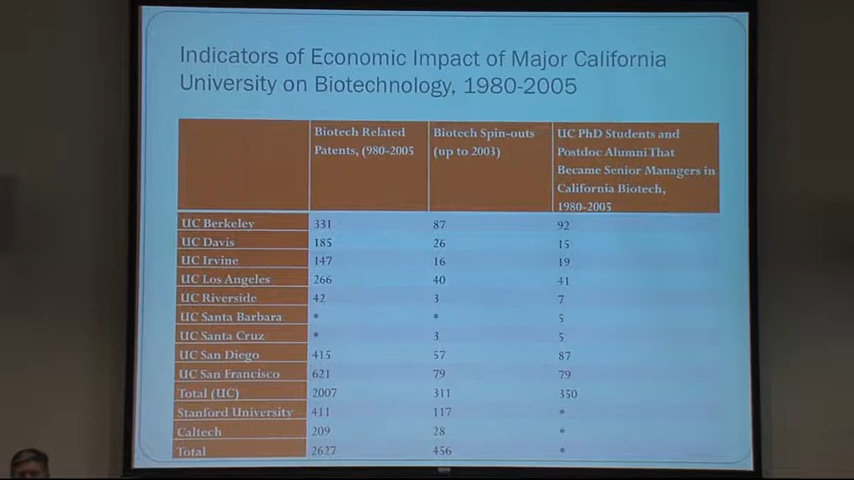 Indicators of Economic Impact of Major California
University on Biotechnology, 1980-2005
Biotech Related
Patents, (980-2005
Biotech Spin-outs
(up to 2003)
UC PhD Students and
Postdoc Alumni That
Became Senior Managers in
California Biotech,
1980-2005
UC Berkeley 331 87 92
UC Davis 185 26 15
UC Irvine 147 16 19
UC Los Angeles 266 40 41
UC Riverside 42 3 7
UC Santa Barbara * * 5
UC Santa Cruz * 3 5
UC San Diego 415 57 87
UC San Francisco 621 79 79
Total (UC) 2007 311 350
Stanford University 411 117 *
Caltech 209 28 *
Total 2627 456 *